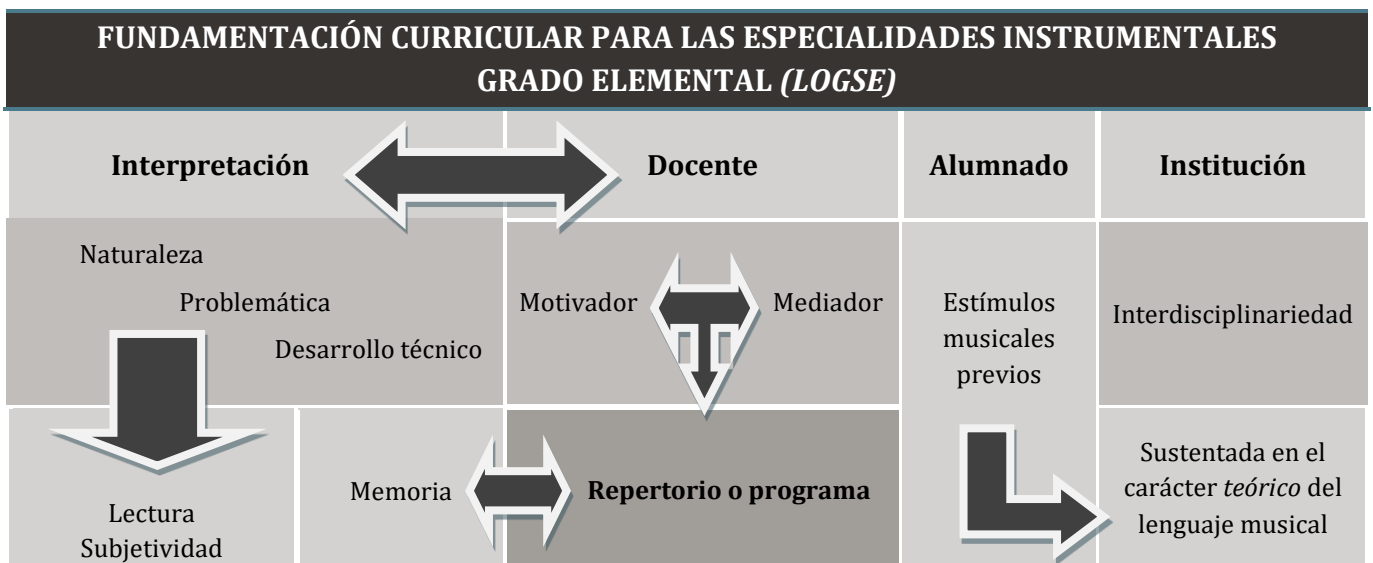 FUNDAMENTACIÓN CURRICULAR PARA LAS ESPECIALIDADES INSTRUMENTALES
GRADO ELEMENTAL (LOGSE)
Interpretación
Docente
Alumnado
Institución
Naturaleza
Problemática
Desarrollo técnico
Motivador
Mediador
Estímulos
musicales
previos
Interdisciplinariedad
Lectura
Subjetividad
Memoria
Repertorio o programa
Sustentada en el
carácter teórico del
lenguaje musical